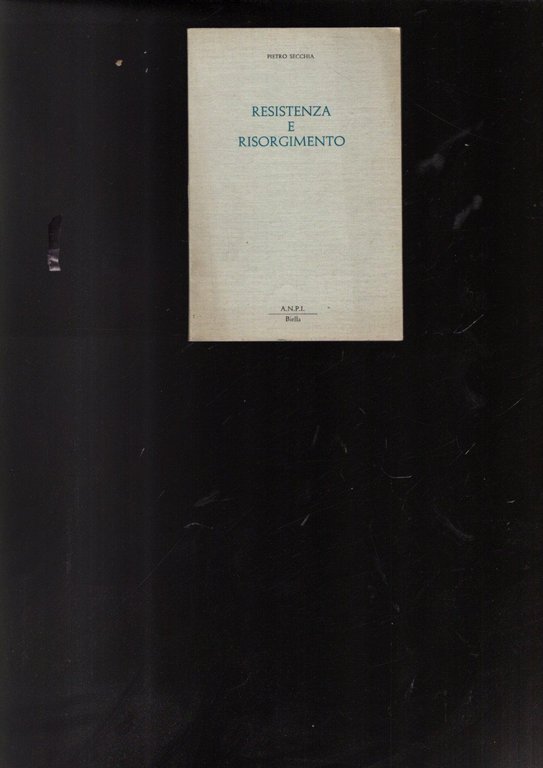 PIETRO SECCHIA
RESISTENZA
E
RISORGIMENTO
A.N.P.I.
Biella